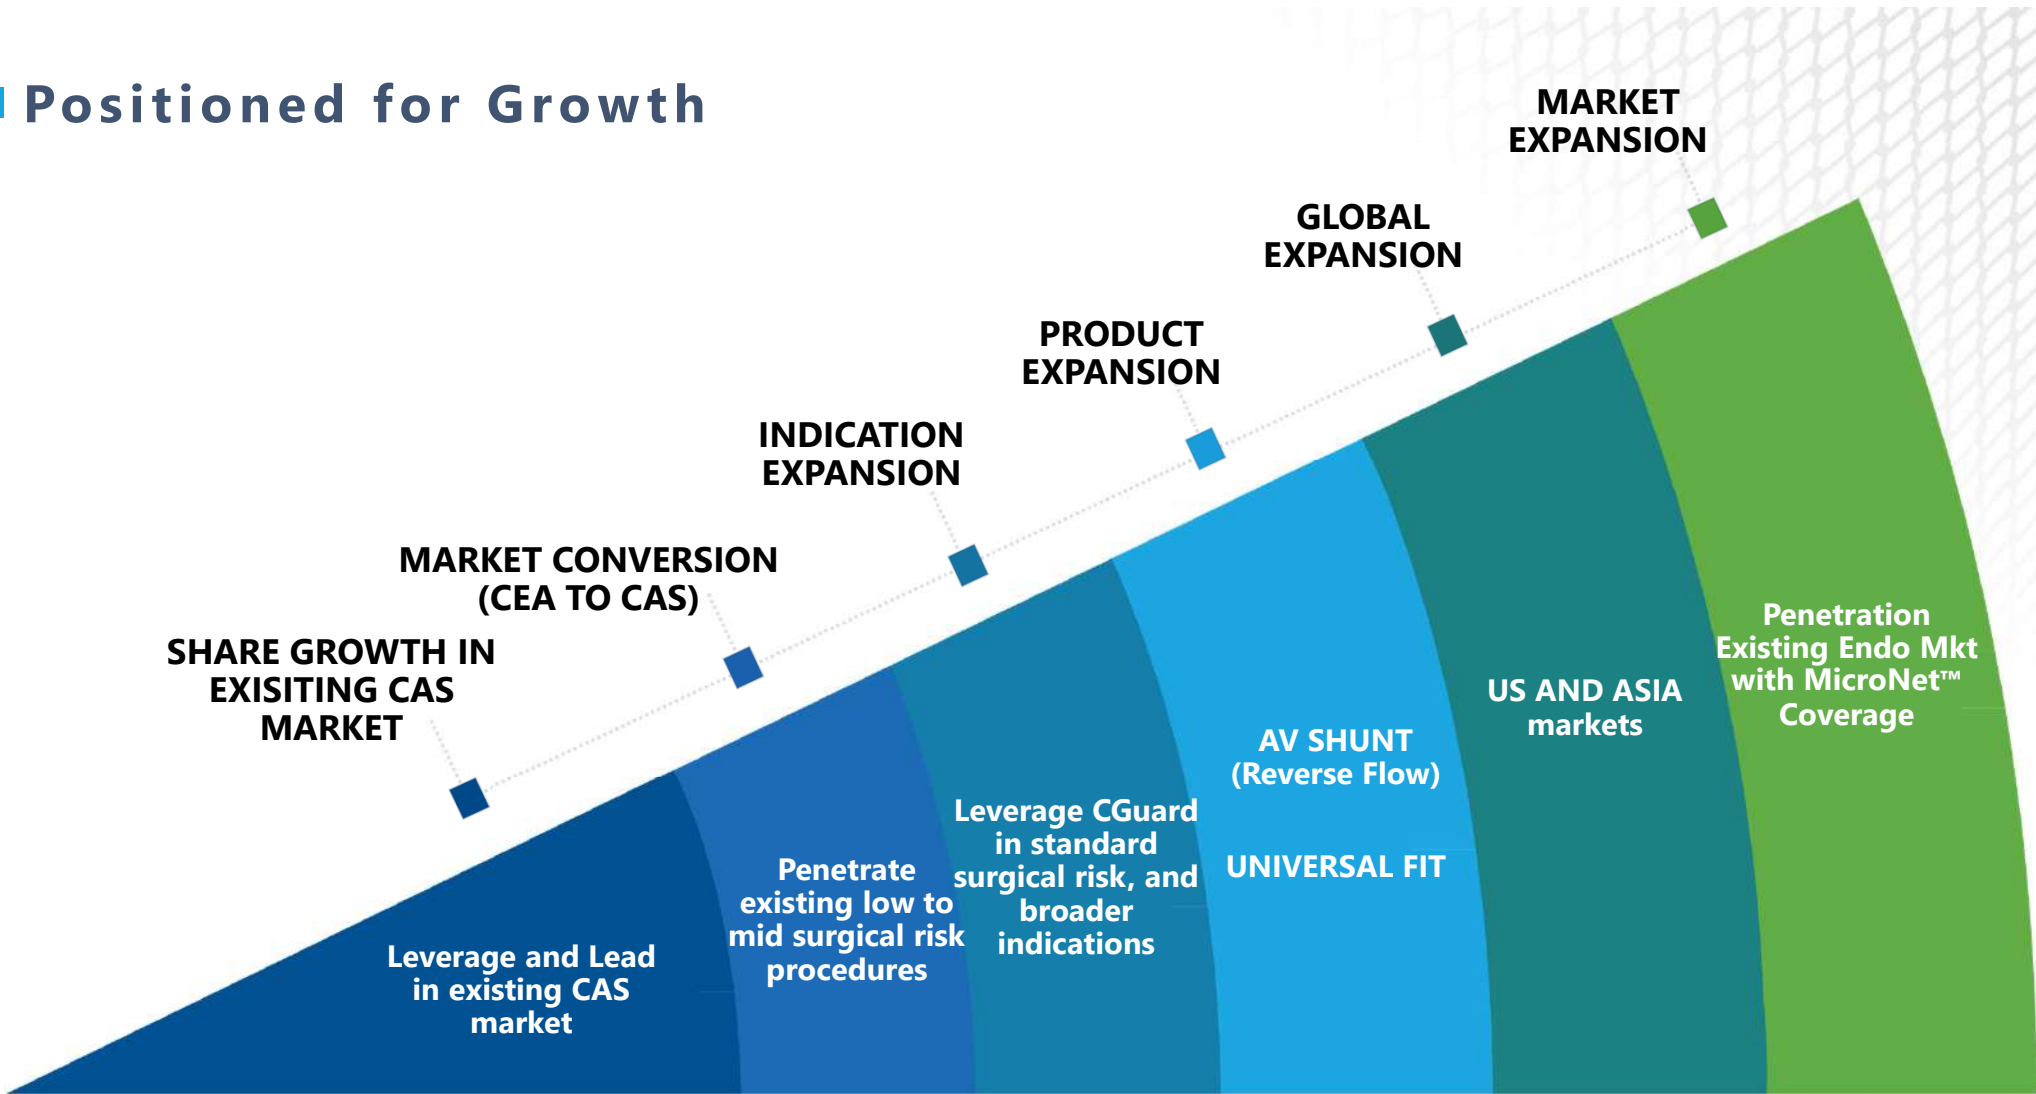 Positioned for Growth
MARKET
EXPANSION
GLOBAL
EXPANSION
PRODUCT
EXPANSION
INDICATION
EXPANSION
MARKET CONVERSION
(CEA TO CAS)
SHARE GROWTH IN
EXISITING CAS
MARKET
Leverage and Lead
in existing CAS
market
Penetrate
existing low to
mid surgical risk
procedures
Leverage CGuard
in standard
surgical risk, and
broader
indications
AV SHUNT
(Reverse Flow)
UNIVERSAL FIT
US AND ASIA
markets
Penetration
Existing Endo Mkt
with MicroNet™
Coverage